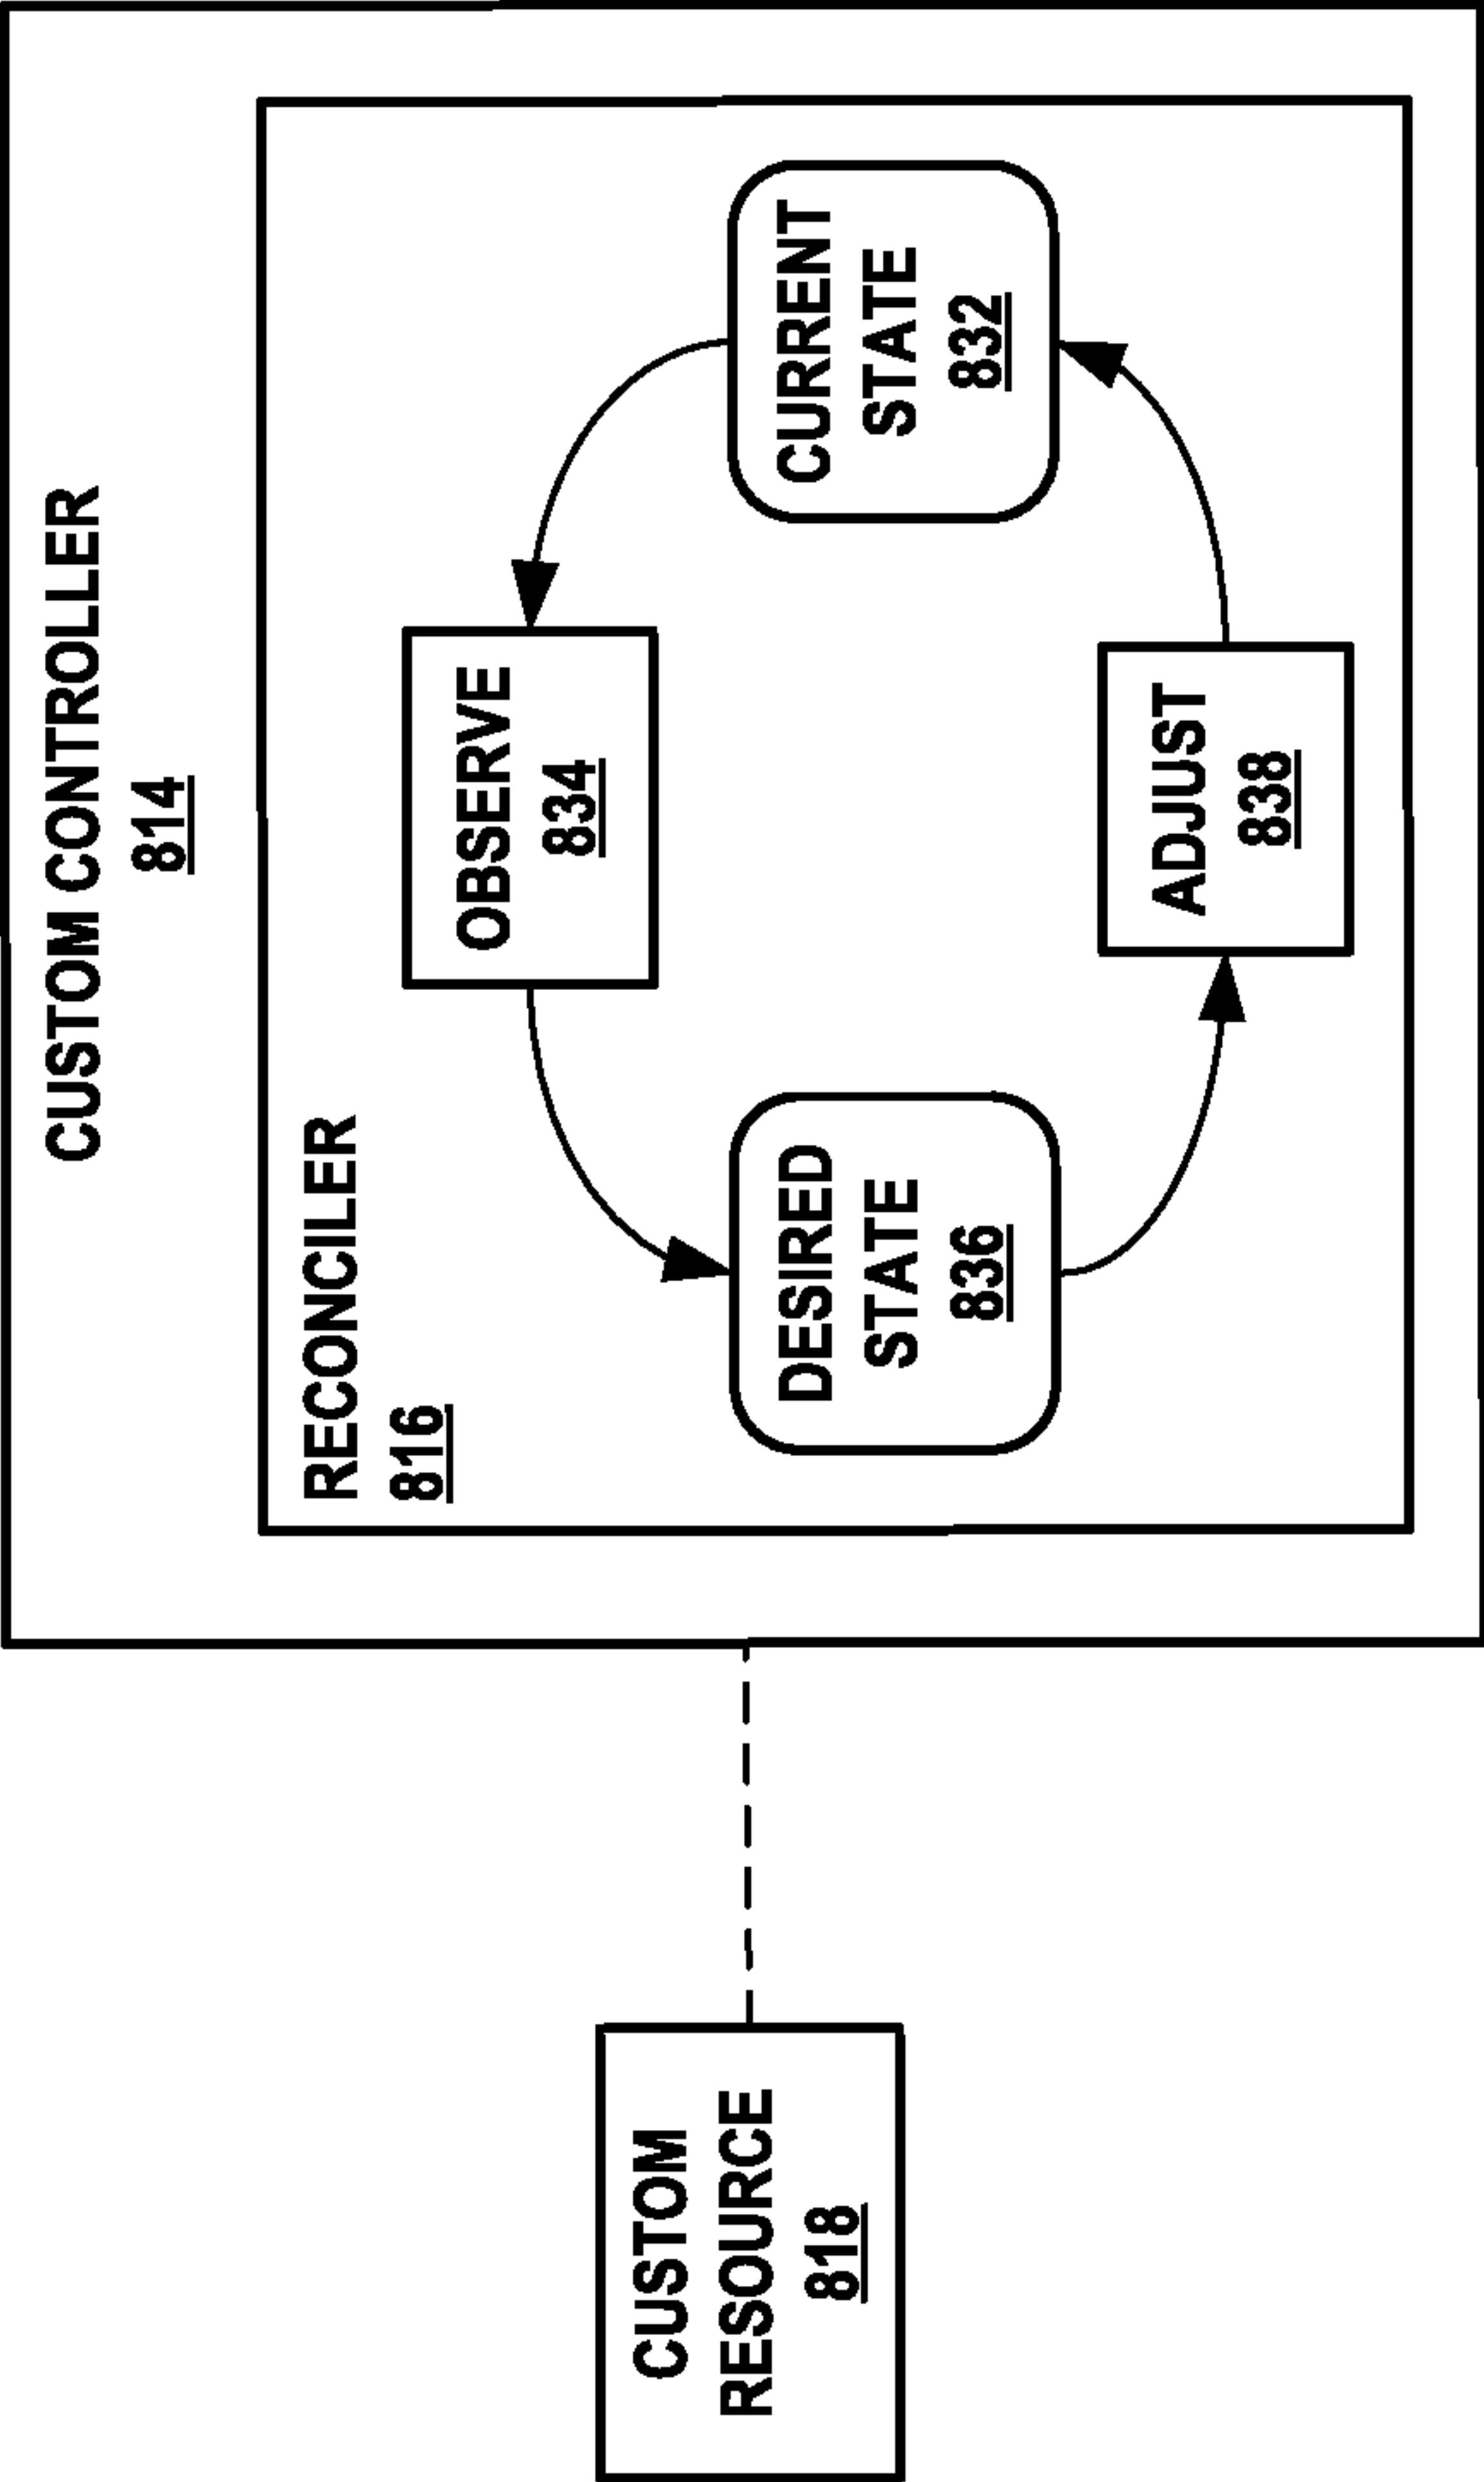 CUSTOM CONTROLLER
814
RECONCILER
816
OBSERVE
834
DESIRED
STATE
836
CURRENT
STATE
832
ADJUST
838
CUSTOM
RESOURCE
818